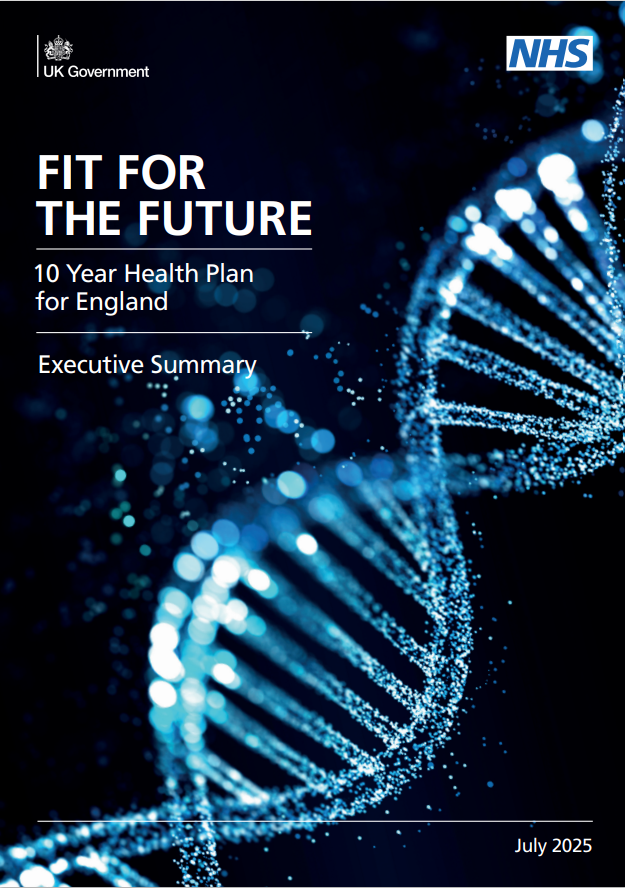 UK Government
NHS
FIT FOR
THE FUTURE
10 Year Health Plan
for England
Executive Summary
July 2025